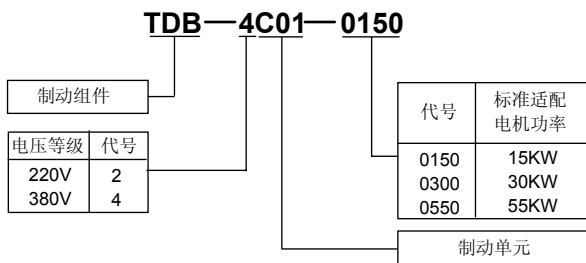 TDB—4C01—0150
制动组件
电压等级 代号
220V 2
380V 4
代号 标准适配电机功率
0150 15KW
0300 30KW
0550 55KW
制动单元